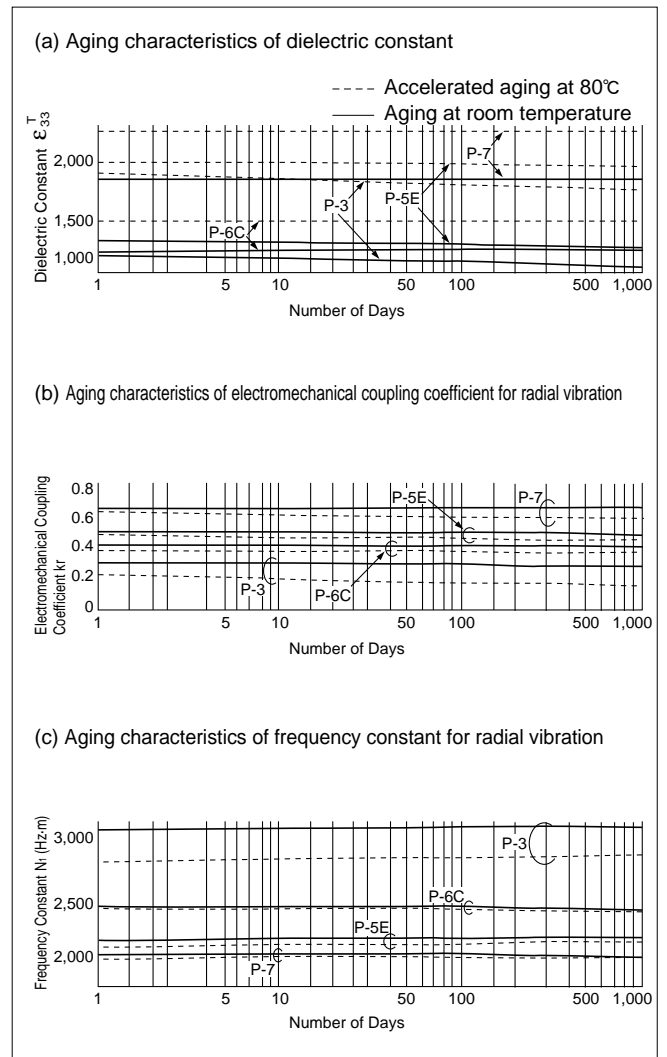 (a) Aging characteristics of dielectric constant
Accelerated aging at 80℃
Aging at room temperature
Dielectric Constant ε₃₃ᵀ
2,000
1,500
1,000
P-7
P-3
P-5E
P-6C
1 5 10 50 100 500 1,000
Number of Days
(b) Aging characteristics of electromechanical coupling coefficient for radial vibration
Electromechanical Coupling
Coefficient kr
0.8
0.6
0.4
0.2
0
P-5E
P-7
P-3
P-6C
1 5 10 50 100 500 1,000
Number of Days
(c) Aging characteristics of frequency constant for radial vibration
Frequency Constant N₁ (Hz·m)
3,000
2,500
2,000
P-3
P-6C
P-5E
P-7
1 5 10 50 100 500 1,000
Number of Days